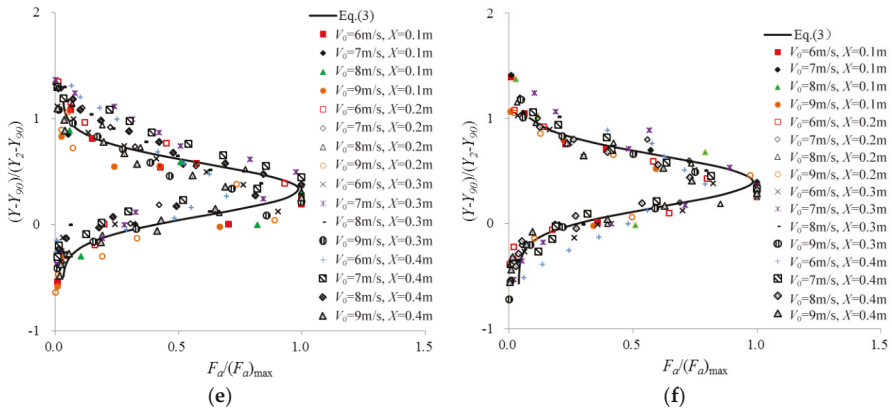 2
1
0
-1
0.0
0.5
1.0
1.5
(Y-Y90)/(Y2-Y90)
Fa/(Fa)max
Eq.(3)
V0=6m/s, X=0.1m
V0=7m/s, X=0.1m
V0=8m/s, X=0.1m
V0=9m/s, X=0.1m
V0=6m/s, X=0.2m
V0=7m/s, X=0.2m
V0=8m/s, X=0.2m
V0=9m/s, X=0.2m
V0=6m/s, X=0.3m
V0=7m/s, X=0.3m
V0=8m/s, X=0.3m
V0=9m/s, X=0.3m
V0=6m/s, X=0.4m
V0=7m/s, X=0.4m
V0=8m/s, X=0.4m
V0=9m/s, X=0.4m
(e)
2
1
0
-1
0.0
0.5
1.0
1.5
(Y-Y90)/(Y2-Y90)
Fa/(Fa)max
Eq.(3)
V0=6m/s, X=0.1m
V0=7m/s, X=0.1m
V0=8m/s, X=0.1m
V0=9m/s, X=0.1m
V0=6m/s, X=0.2m
V0=7m/s, X=0.2m
V0=8m/s, X=0.2m
V0=9m/s, X=0.2m
V0=6m/s, X=0.3m
V0=7m/s, X=0.3m
V0=8m/s, X=0.3m
V0=9m/s, X=0.3m
V0=6m/s, X=0.4m
V0=7m/s, X=0.4m
V0=8m/s, X=0.4m
V0=9m/s, X=0.4m
(f)